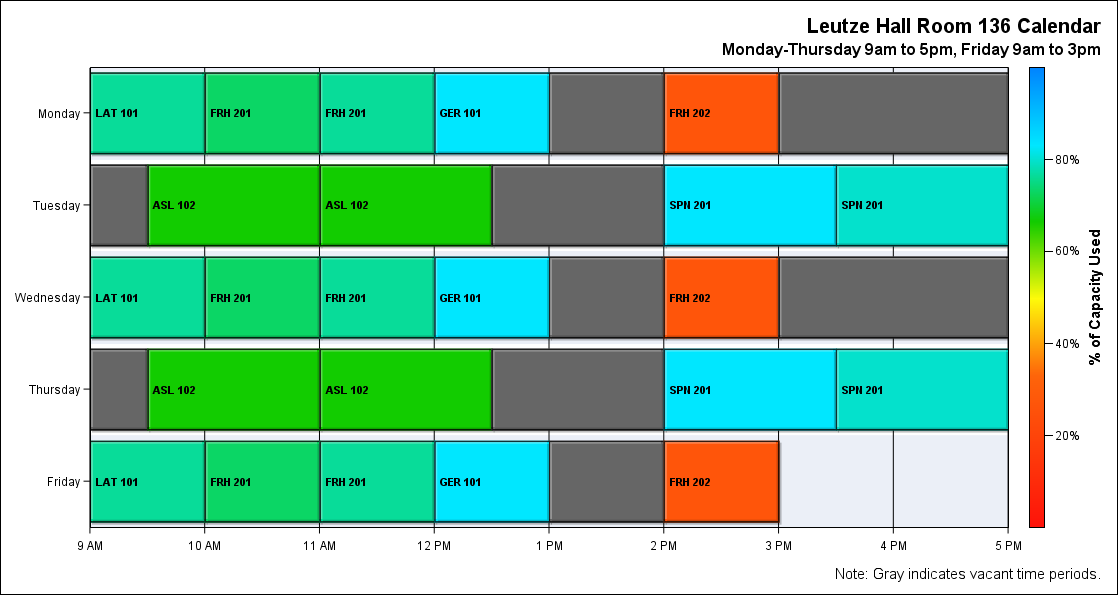 Leutze Hall Room 136 Calendar
Monday-Thursday 9am to 5pm, Friday 9am to 3pm
Monday LAT 101 FRH 201 FRH 201 GER 101 FRH 202
Tuesday ASL 102 ASL 102 SPN 201 SPN 201
Wednesday LAT 101 FRH 201 FRH 201 GER 101 FRH 202
Thursday ASL 102 ASL 102 SPN 201 SPN 201
Friday LAT 101 FRH 201 FRH 201 GER 101 FRH 202
9 AM 10 AM 11 AM 12 PM 1 PM 2 PM 3 PM 4 PM 5 PM
80%
60%
40%
20%
% of Capacity Used
Note: Gray indicates vacant time periods.